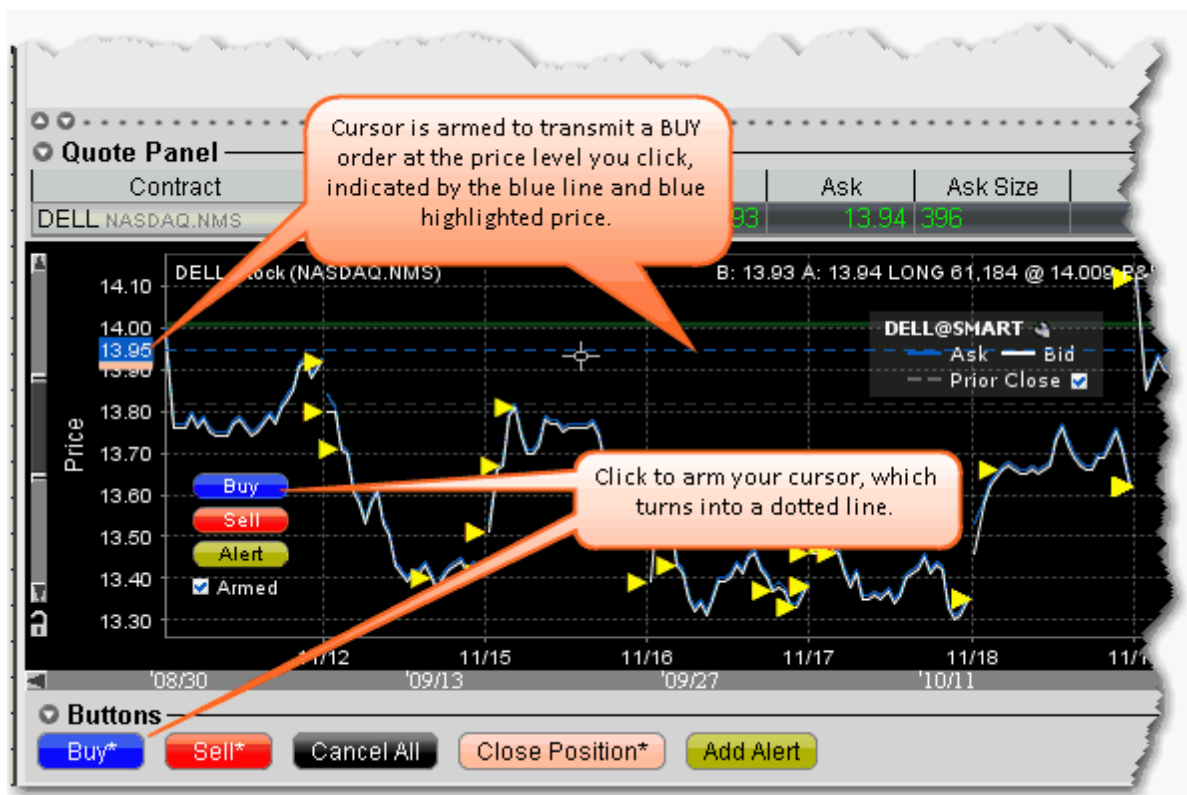 Cursor is armed to transmit a BUY
order at the price level you click,
indicated by the blue line and blue
highlighted price.
Quote Panel
Contract Ask Ask Size
DELL NASDAQ.NMS 93 13.94 396
DELL Stock (NASDAQ.NMS) B: 13.93 A: 13.94 LONG 61,184 @ 14.009
14.10
14.00
13.95
13.90
13.80
13.70
13.60
13.50
13.40
13.30
Price
DELL@SMART
Ask Bid
Prior Close
Buy
Sell
Alert
Armed
Click to arm your cursor, which
turns into a dotted line.
11/12 11/15 11/16 11/17 11/18 11/
'08/30 '09/13 '09/27 '10/11
Buttons
Buy* Sell* Cancel All Close Position* Add Alert